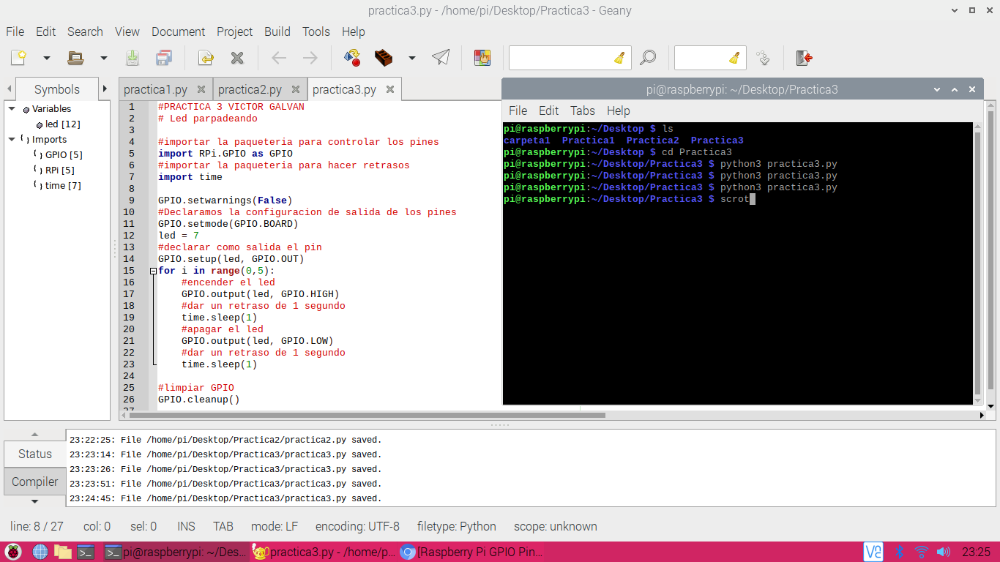 practica3.py - /home/pi/Desktop/Practica3 - Geany
File Edit Search View Document Project Build Tools Help
Symbols
Variables
led [12]
Imports
GPIO [5]
RPi [5]
time [7]
practica1.py practica2.py practica3.py
1 #PRACTICA 3 VICTOR GALVAN
2 # Led parpadeando
3
4 #importar la paqueteria para controlar los pines
5 import RPi.GPIO as GPIO
6 #importar la paqueteria para hacer retrasos
7 import time
8
9 GPIO.setwarnings(False)
10 #Declaramos la configuracion de salida de los pines
11 GPIO.setmode(GPIO.BOARD)
12 led = 7
13 #declarar como salida el pin
14 GPIO.setup(led, GPIO.OUT)
15 for i in range(0,5):
16 #encender el led
17 GPIO.output(led, GPIO.HIGH)
18 #dar un retraso de 1 segundo
19 time.sleep(1)
20 #apagar el led
21 GPIO.output(led, GPIO.LOW)
22 #dar un retraso de 1 segundo
23 time.sleep(1)
24
25 #limpiar GPIO
26 GPIO.cleanup()
27
pi@raspberrypi: ~/Desktop/Practica3
File Edit Tabs Help
pi@raspberrypi:~/Desktop $ ls
carpeta1 Practica1 Practica2 Practica3
pi@raspberrypi:~/Desktop $ cd Practica3
pi@raspberrypi:~/Desktop/Practica3 $ python3 practica3.py
pi@raspberrypi:~/Desktop/Practica3 $ python3 practica3.py
pi@raspberrypi:~/Desktop/Practica3 $ python3 practica3.py
pi@raspberrypi:~/Desktop/Practica3 $ scrot
Status
Compiler
23:22:25: File /home/pi/Desktop/Practica2/practica2.py saved.
23:23:14: File /home/pi/Desktop/Practica3/practica3.py saved.
23:23:26: File /home/pi/Desktop/Practica3/practica3.py saved.
23:23:51: File /home/pi/Desktop/Practica3/practica3.py saved.
23:24:45: File /home/pi/Desktop/Practica3/practica3.py saved.
line: 8 / 27 col: 0 sel: 0 INS TAB mode: LF encoding: UTF-8 filetype: Python scope: unknown
pi@raspberrypi: ~/Des... practica3.py - /home/p... [Raspberry Pi GPIO Pin... 23:25